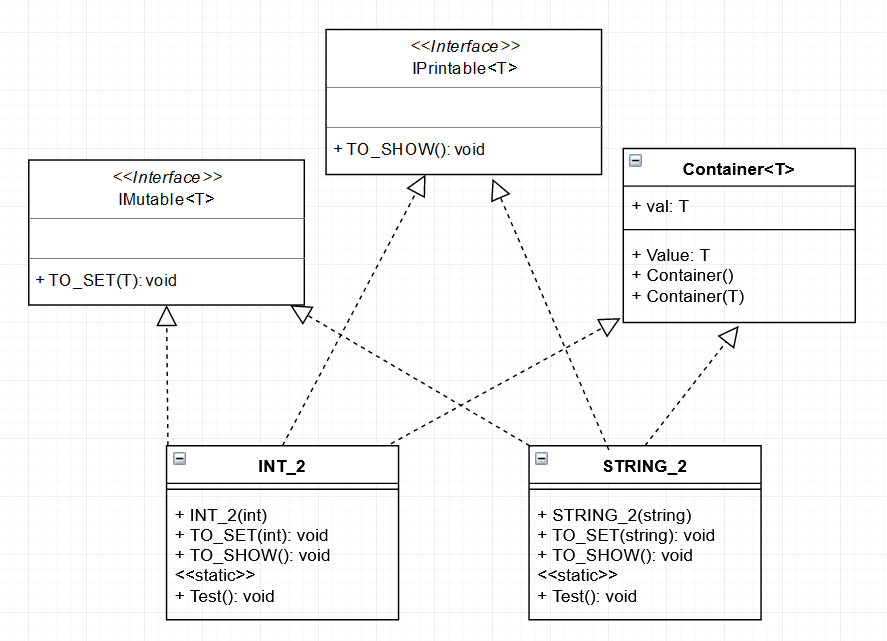 <<Interface>>
IPrintable<T>
+ TO_SHOW(): void
<<Interface>>
IMutable<T>
+ TO_SET(T): void
Container<T>
+ val: T
+ Value: T
+ Container()
+ Container(T)
INT_2
+ INT_2(int)
+ TO_SET(int): void
+ TO_SHOW(): void
<<static>>
+ Test(): void
STRING_2
+ STRING_2(string)
+ TO_SET(string): void
+ TO_SHOW(): void
<<static>>
+ Test(): void